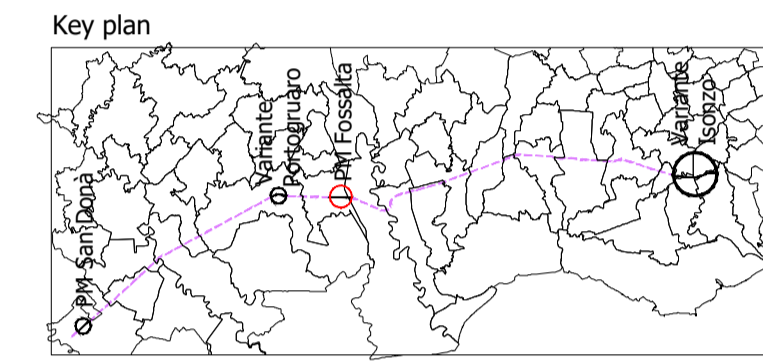 Key plan
PM San Donà
Variante
Portogruaro
PM Fossalta
Variante
Isonzo